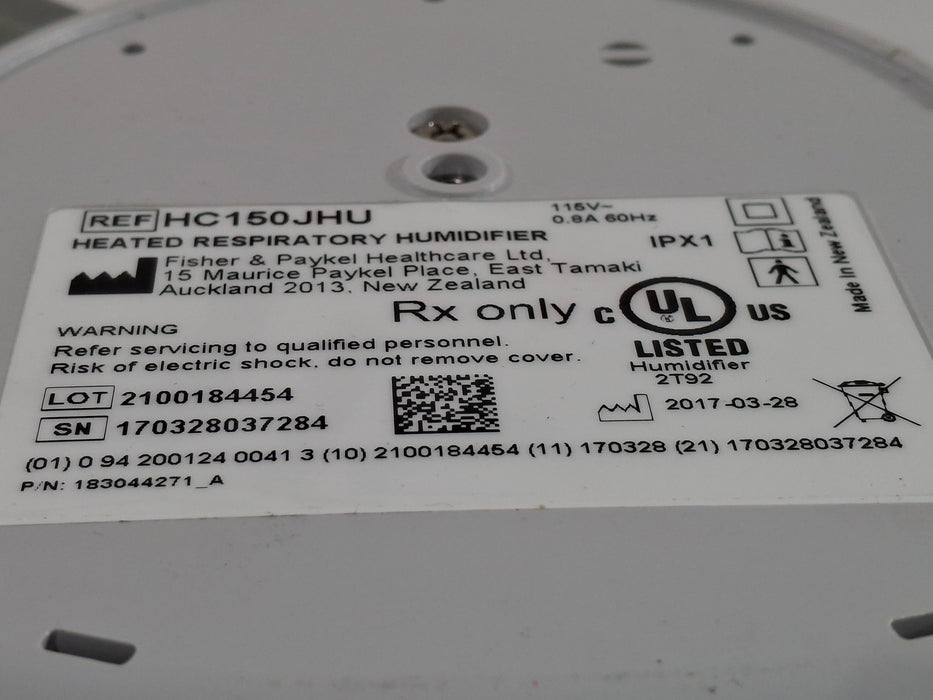 REF HC150JHU
115V~
0.8A 60Hz
HEATED RESPIRATORY HUMIDIFIER
IPX1
Fisher & Paykel Healthcare Ltd,
15 Maurice Paykel Place, East Tamaki
Auckland 2013, New Zealand
Made In New Zealand
Rx only
C UL US
LISTED
Humidifier
2T92
WARNING
Refer servicing to qualified personnel.
Risk of electric shock, do not remove cover.
LOT 2100184454
2017-03-28
SN 170328037284
(01) 0 94 200124 0041 3 (10) 2100184454 (11) 170328 (21) 170328037284
P/N: 183044271_A